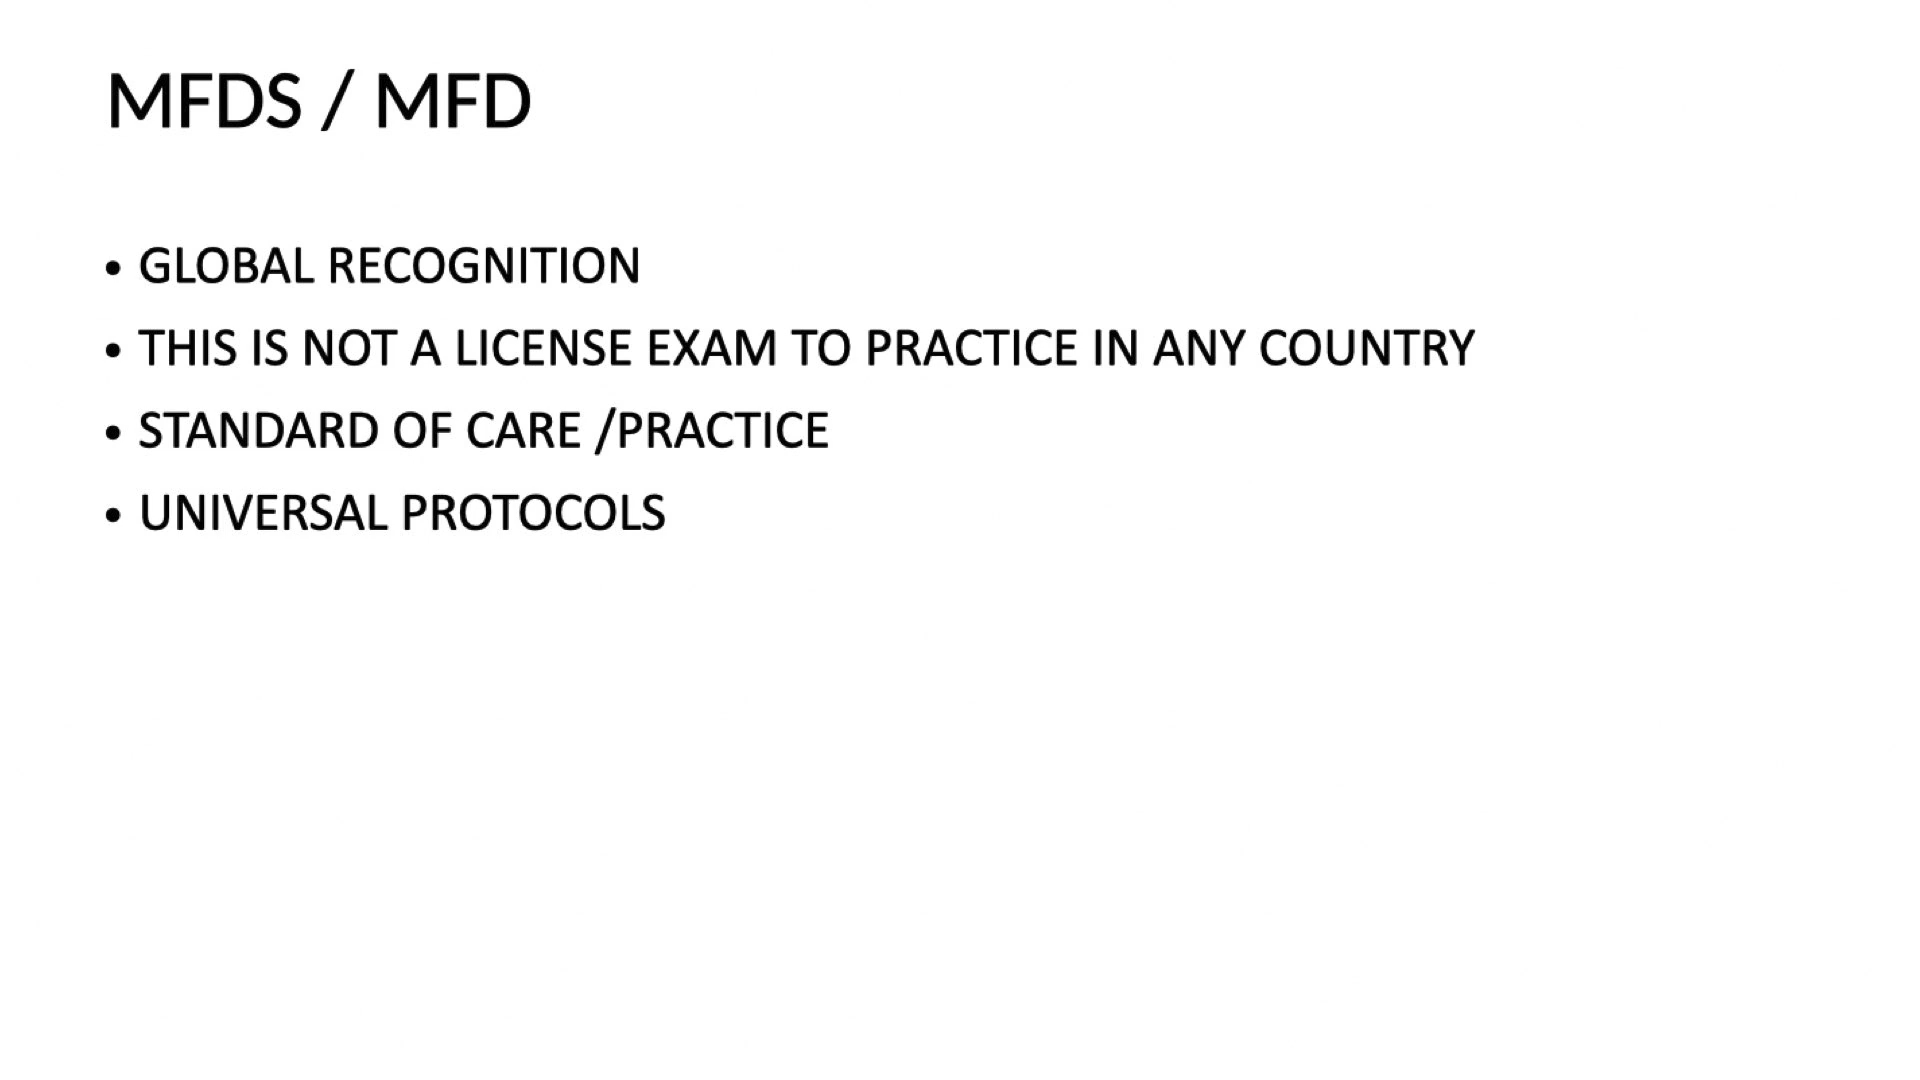 MFDS / MFD
• GLOBAL RECOGNITION
• THIS IS NOT A LICENSE EXAM TO PRACTICE IN ANY COUNTRY
• STANDARD OF CARE /PRACTICE
• UNIVERSAL PROTOCOLS